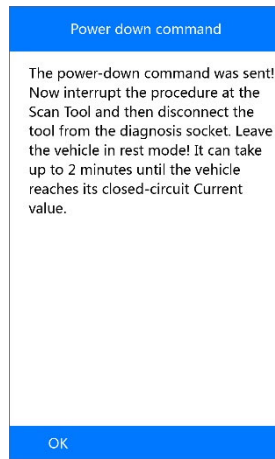 Power down command
The power-down command was sent!
Now interrupt the procedure at the
Scan Tool and then disconnect the
tool from the diagnosis socket. Leave
the vehicle in rest mode! It can take
up to 2 minutes until the vehicle
reaches its closed-circuit Current
value.
OK